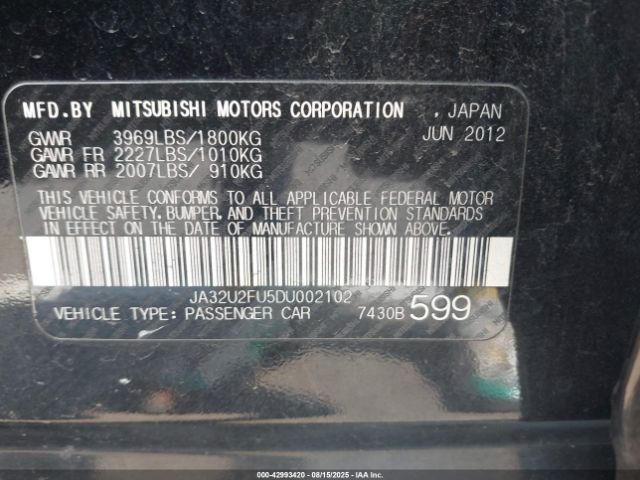 MFD.BY MITSUBISHI MOTORS CORPORATION , JAPAN
GVWR 3969LBS/1800KG JUN 2012
GAWR FR 2227LBS/1010KG
GAWR RR 2007LBS/ 910KG
THIS VEHICLE CONFORMS TO ALL APPLICABLE FEDERAL MOTOR
VEHICLE SAFETY.BUMPER,AND THEFT PREVENTION STANDARDS
IN EFFECT ON THE DATE OF MANUFACTURE SHOWN ABOVE.
JA32U2FU5DU002102
VEHICLE TYPE: PASSENGER CAR 7430B 599
000-42993420 - 08/15/2025 - IAAI.COM